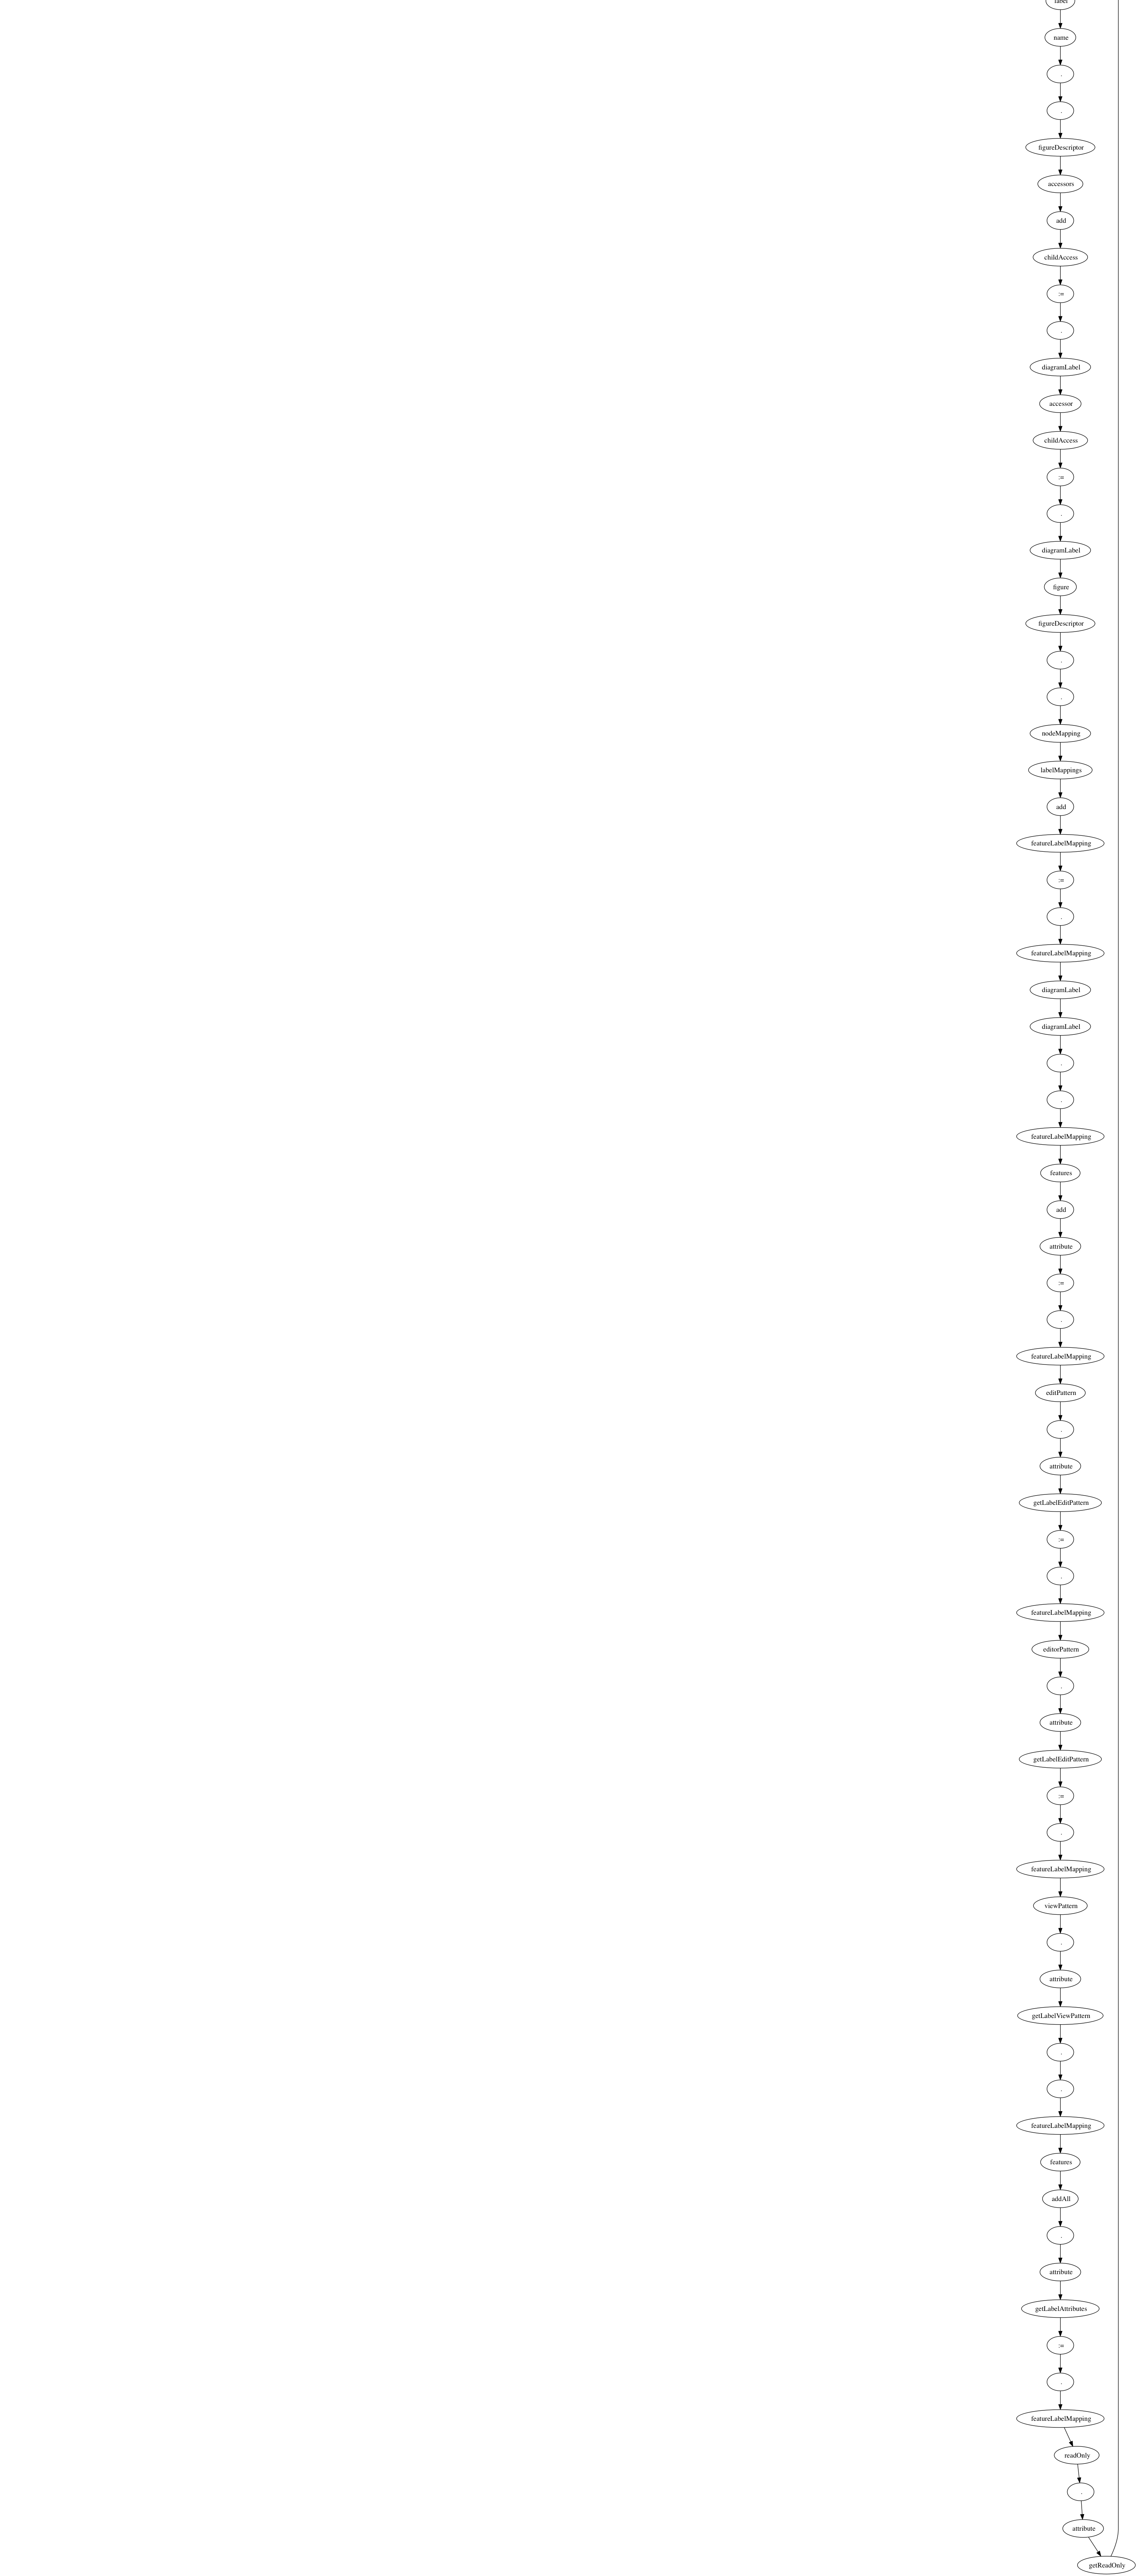 label
name
.
.
figureDescriptor
accessors
add
childAccess
:=
.
diagramLabel
accessor
childAccess
:=
.
diagramLabel
figure
figureDescriptor
.
.
nodeMapping
labelMappings
add
featureLabelMapping
:=
.
featureLabelMapping
diagramLabel
diagramLabel
.
.
featureLabelMapping
features
add
attribute
:=
.
featureLabelMapping
editPattern
.
attribute
getLabelEditPattern
:=
.
featureLabelMapping
editorPattern
.
attribute
getLabelEditPattern
:=
.
featureLabelMapping
viewPattern
.
attribute
getLabelViewPattern
.
.
featureLabelMapping
features
addAll
.
attribute
getLabelAttributes
:=
.
featureLabelMapping
readOnly
.
attribute
getReadOnly